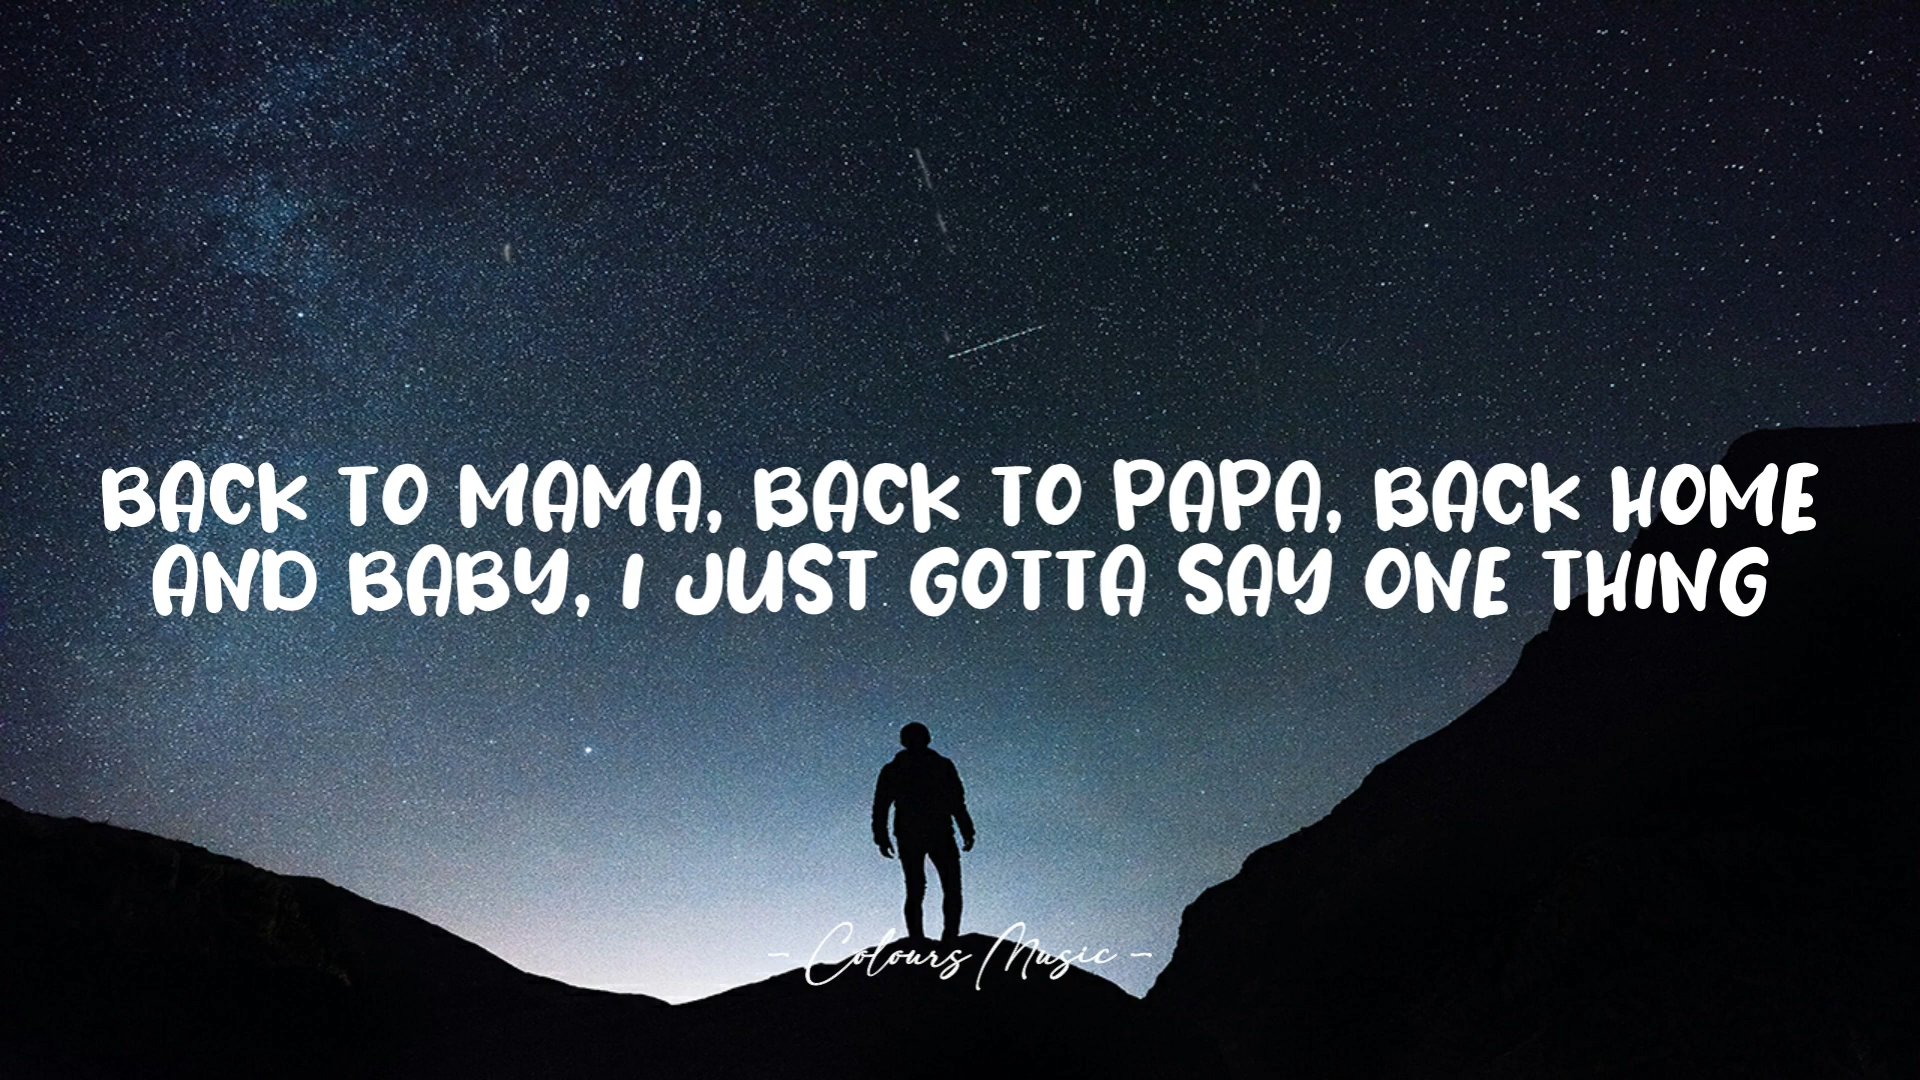 BACK TO MAMA, BACK TO PAPA, BACK HOME
AND BABY, I JUST GOTTA SAY ONE THING
- Colours Music -